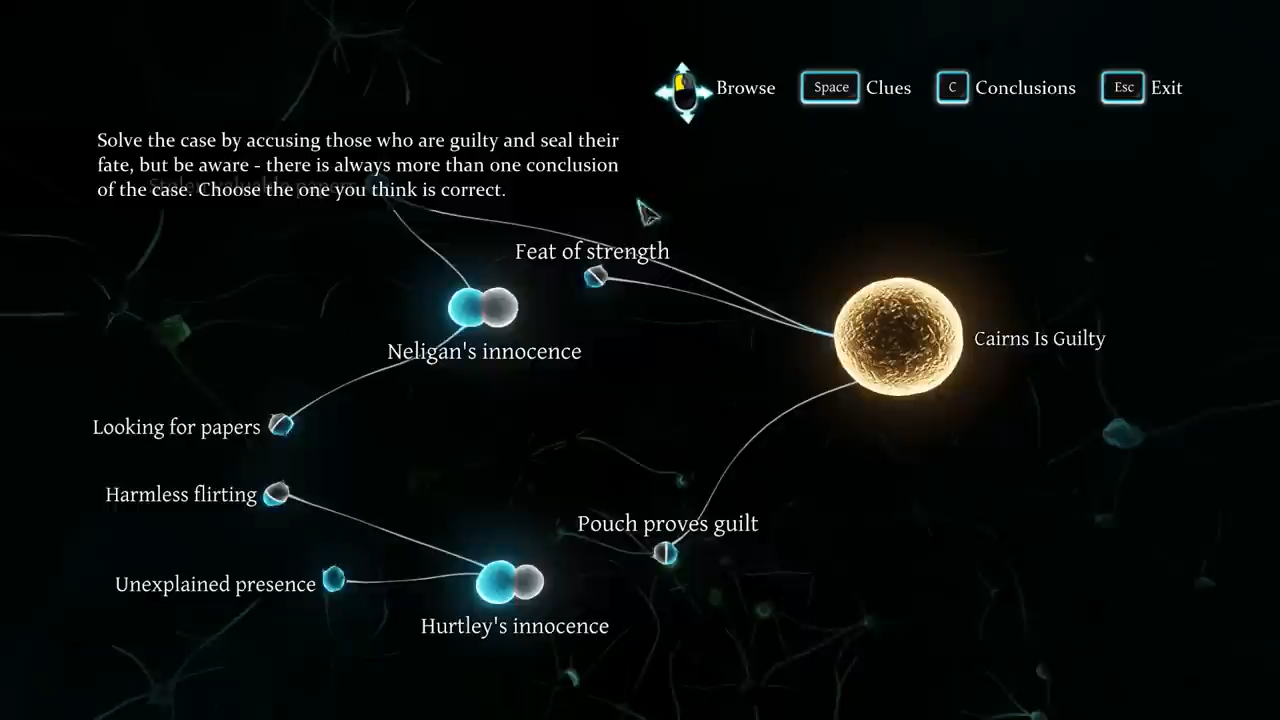 Browse
Space
Clues
C
Conclusions
Esc
Exit
Solve the case by accusing those who are guilty and seal their
fate, but be aware - there is always more than one conclusion
of the case. Choose the one you think is correct.
Feat of strength
Cairns Is Guilty
Neligan's innocence
Looking for papers
Harmless flirting
Pouch proves guilt
Unexplained presence
Hurtley's innocence